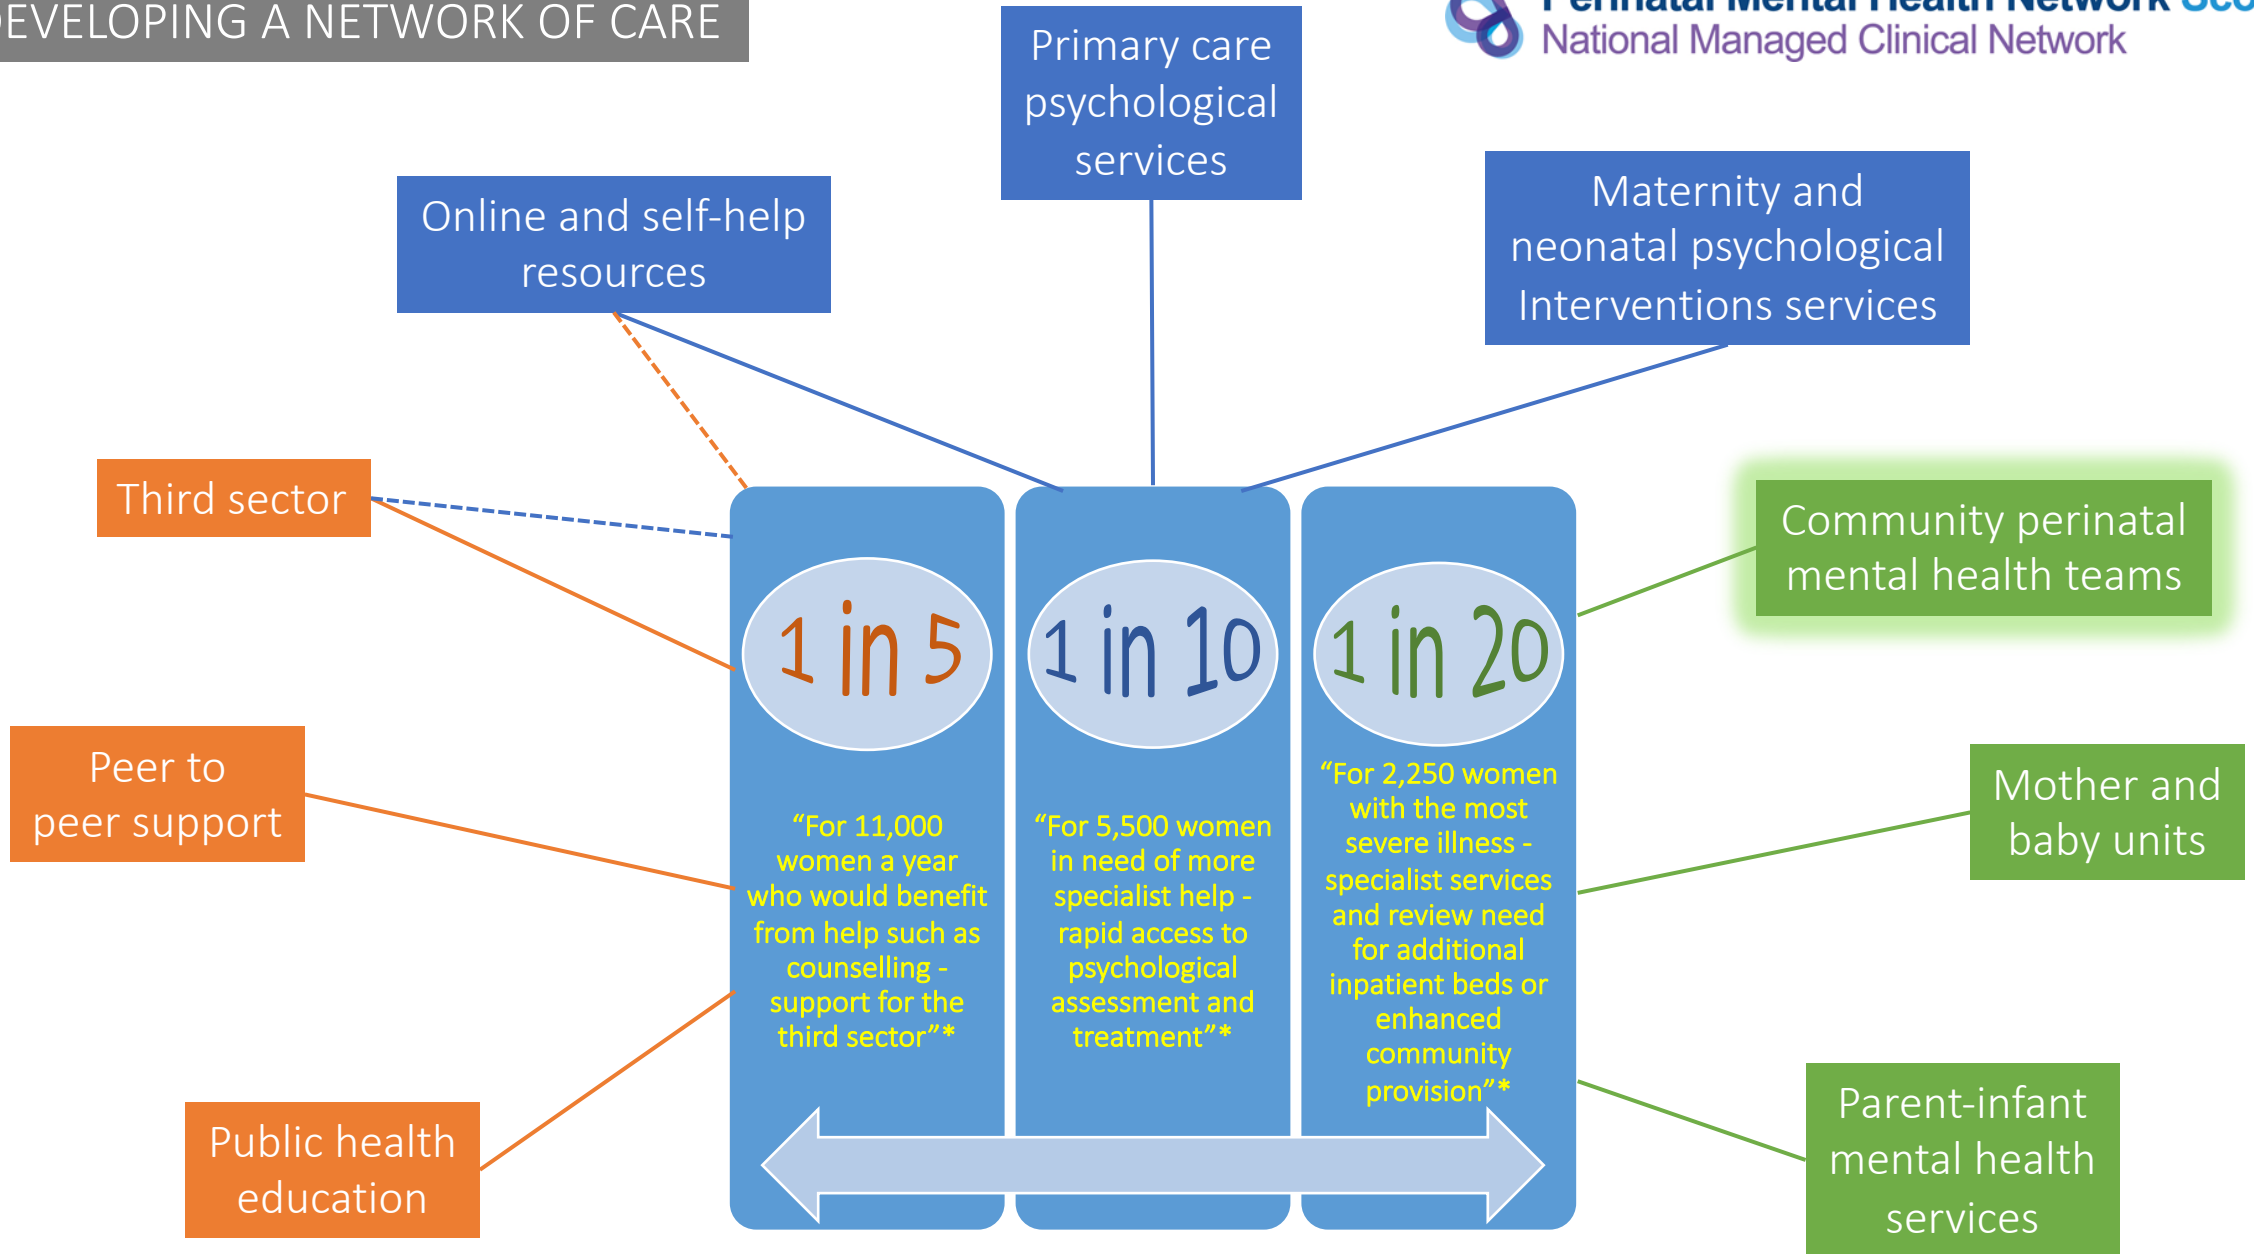 DEVELOPING A NETWORK OF CARE
Perinatal Mental Health Network
National Managed Clinical Network
Primary care
psychological
services
Online and self-help
resources
Maternity and
neonatal psychological
Interventions services
Third sector
Community perinatal
mental health teams
Peer to
peer support
Mother and
baby units
Public health
education
Parent-infant
mental health
services
1 in 5
“For 11,000
women a year
who would benefit
from help such as
counselling -
support for the
third sector”*
1 in 10
“For 5,500 women
in need of more
specialist help -
rapid access to
psychological
assessment and
treatment”*
1 in 20
“For 2,250 women
with the most
severe illness -
specialist services
and review need
for additional
inpatient beds or
enhanced
community
provision”*